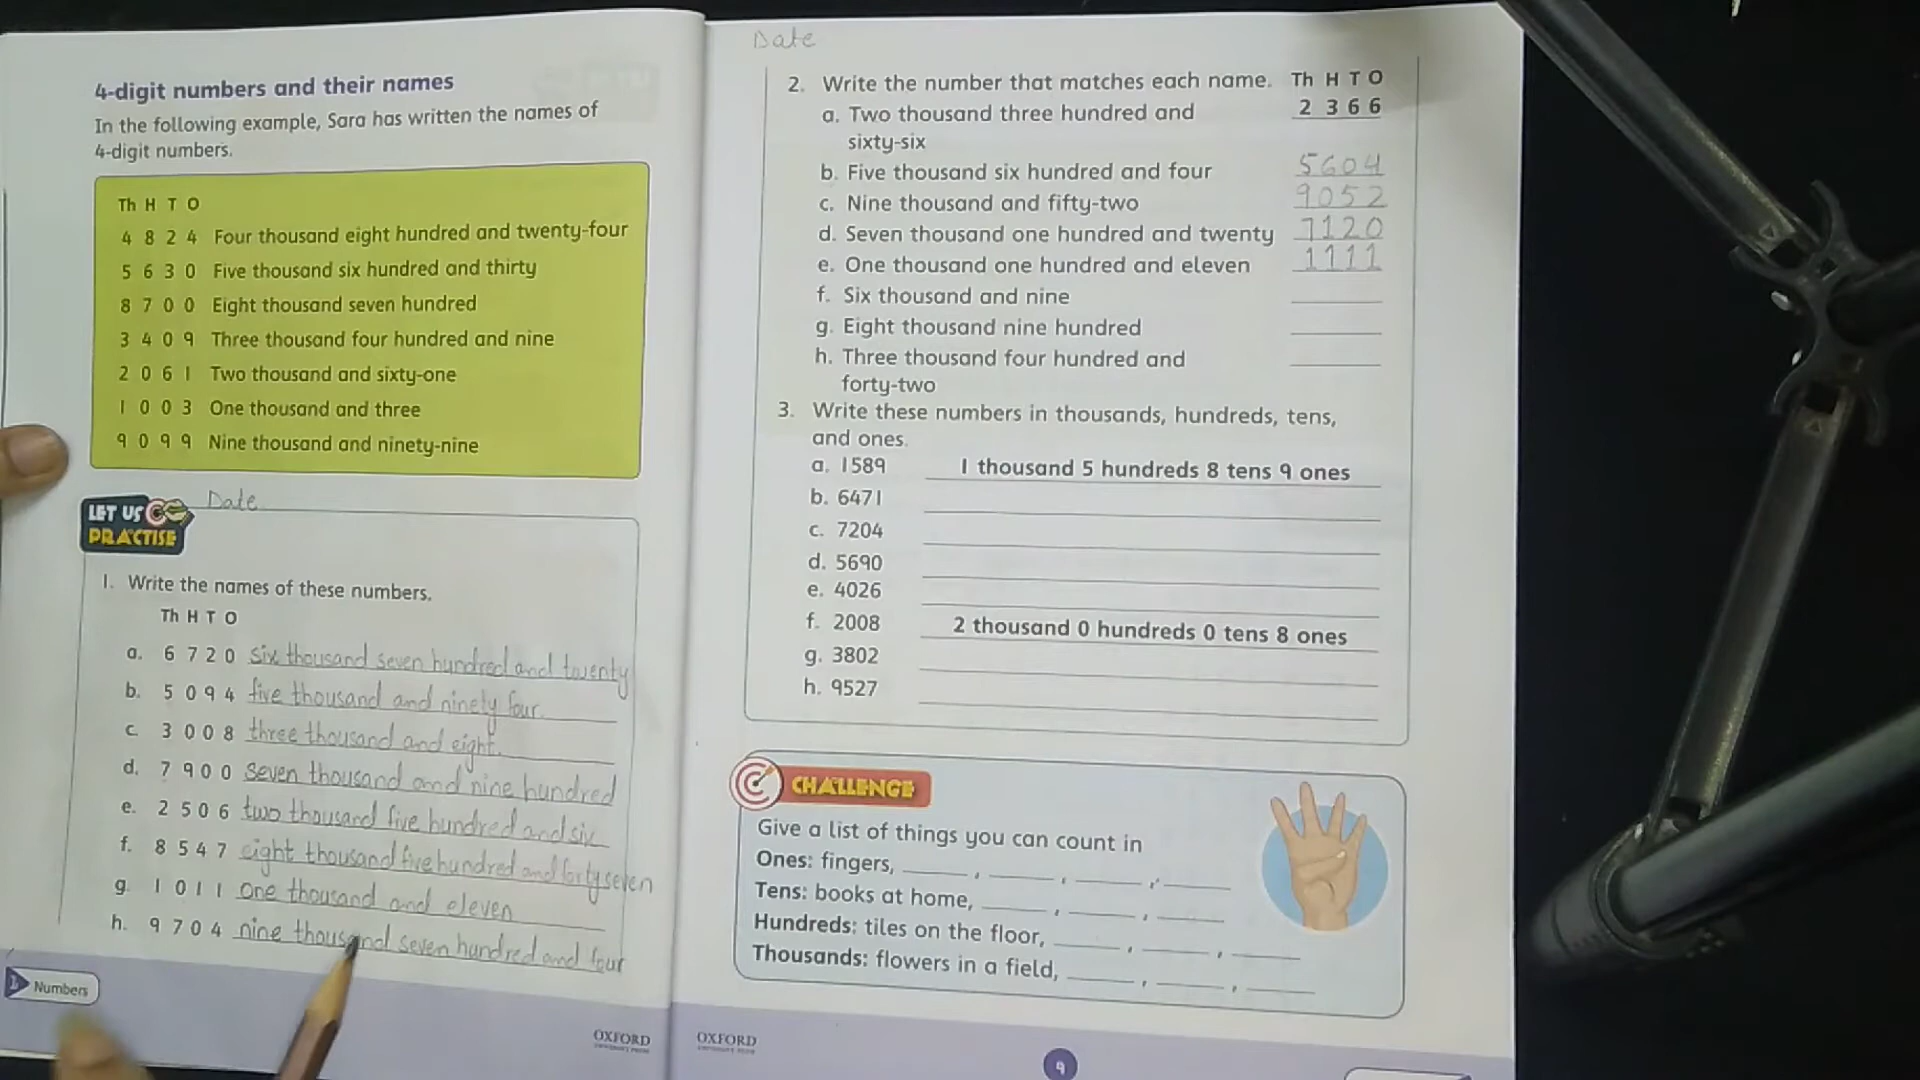 4-digit numbers and their names
In the following example, Sara has written the names of
4-digit numbers.
Th H T O
4 8 2 4 Four thousand eight hundred and twenty-four
5 6 3 0 Five thousand six hundred and thirty
8 7 0 0 Eight thousand seven hundred
3 4 0 9 Three thousand four hundred and nine
2 0 6 1 Two thousand and sixty-one
1 0 0 3 One thousand and three
9 0 9 9 Nine thousand and ninety-nine
LET US
PRACTISE
Date
1. Write the names of these numbers.
Th H T O
a. 6 7 2 0 six thousand seven hundred and twenty
b. 5 0 9 4 five thousand and ninety four.
c. 3 0 0 8 three thousand and eight.
d. 7 9 0 0 seven thousand and nine hundred
e. 2 5 0 6 two thousand five hundred and six
f. 8 5 4 7 eight thousand five hundred and forty seven
g. 1 0 1 1 one thousand and eleven
h. 9 7 0 4 nine thousand seven hundred and four
1 Numbers
OXFORD
Date
2. Write the number that matches each name. Th H T O
a. Two thousand three hundred and 2 3 6 6
sixty-six
b. Five thousand six hundred and four 5604
c. Nine thousand and fifty-two 9052
d. Seven thousand one hundred and twenty 7120
e. One thousand one hundred and eleven 1111
f. Six thousand and nine
g. Eight thousand nine hundred
h. Three thousand four hundred and
forty-two
3. Write these numbers in thousands, hundreds, tens,
and ones.
a. 1589 1 thousand 5 hundreds 8 tens 9 ones
b. 6471
c. 7204
d. 5690
e. 4026
f. 2008 2 thousand 0 hundreds 0 tens 8 ones
g. 3802
h. 9527
CHALLENGE
Give a list of things you can count in
Ones: fingers, ____, ____, ____, ____
Tens: books at home, ____, ____, ____
Hundreds: tiles on the floor, ____, ____, ____
Thousands: flowers in a field, ____, ____, ____
OXFORD
9